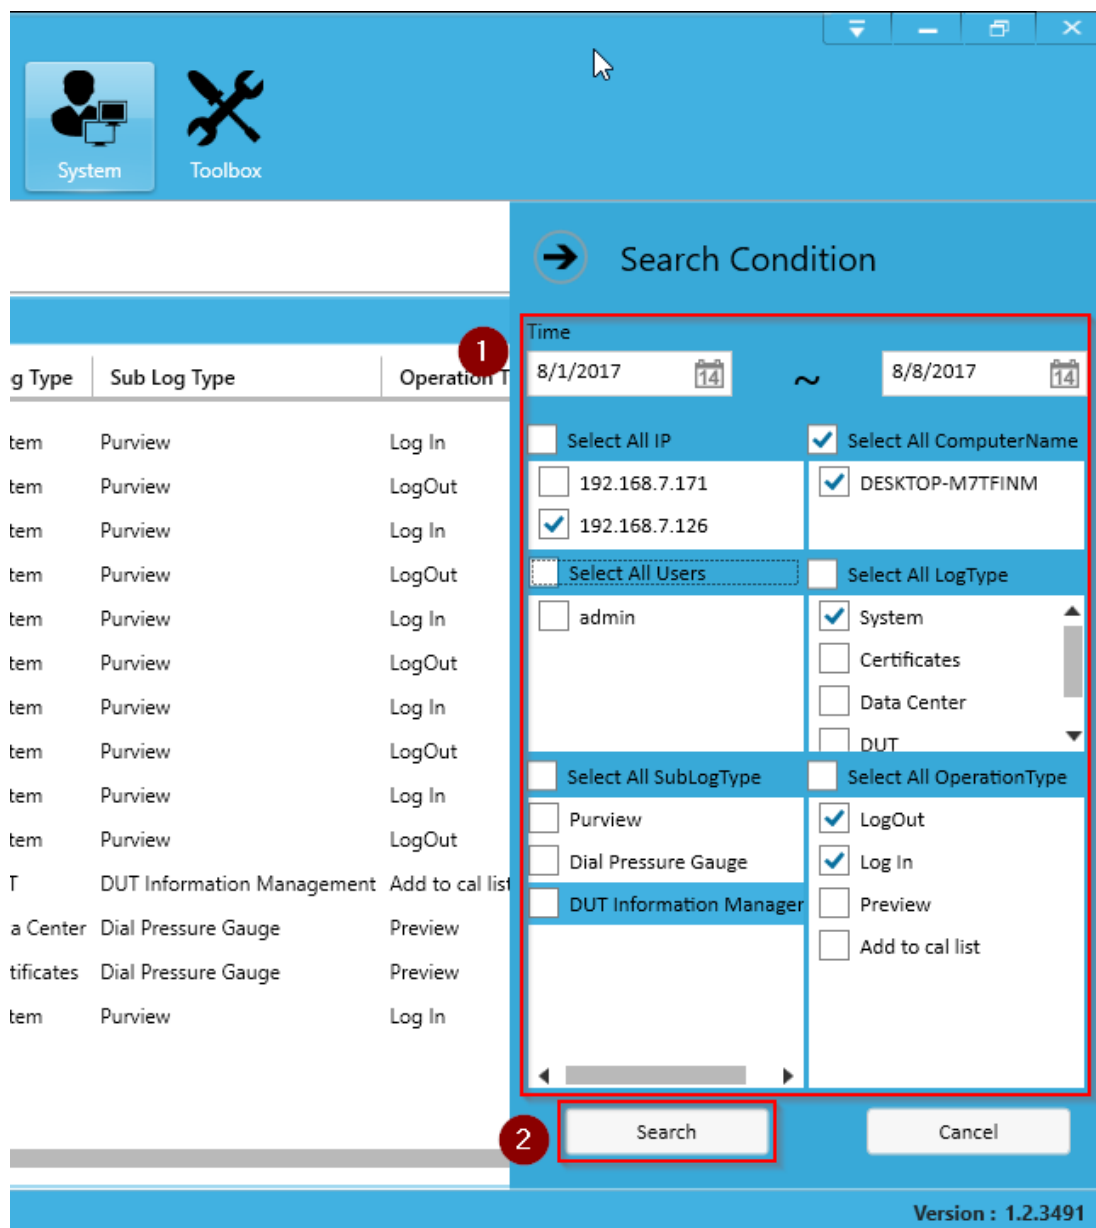 System
Toolbox
Search Condition
1
Time
8/1/2017 14 ~ 8/8/2017 14
g Type Sub Log Type Operation T
Select All IP
192.168.7.171
192.168.7.126
Select All ComputerName
DESKTOP-M7TFINM
Select All Users
admin
Select All LogType
System
Certificates
Data Center
DUT
Select All SubLogType
Purview
Dial Pressure Gauge
DUT Information Manager
Select All OperationType
LogOut
Log In
Preview
Add to cal list
tem Purview Log In
tem Purview LogOut
tem Purview Log In
tem Purview LogOut
tem Purview Log In
tem Purview LogOut
tem Purview Log In
tem Purview LogOut
tem Purview Log In
tem Purview LogOut
T DUT Information Management Add to cal list
a Center Dial Pressure Gauge Preview
tificates Dial Pressure Gauge Preview
tem Purview Log In
2
Search
Cancel
Version : 1.2.3491